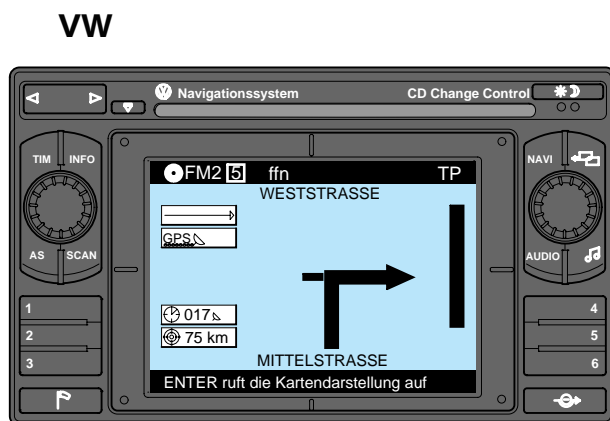 VW
Navigationssystem CD Change Control
TIM INFO
NAVI
FM2 5 ffn TP
WESTSTRASSE
GPS
AS SCAN
AUDIO
1
2
3
4
5
6
017
75 km
MITTELSTRASSE
ENTER ruft die Kartendarstellung auf